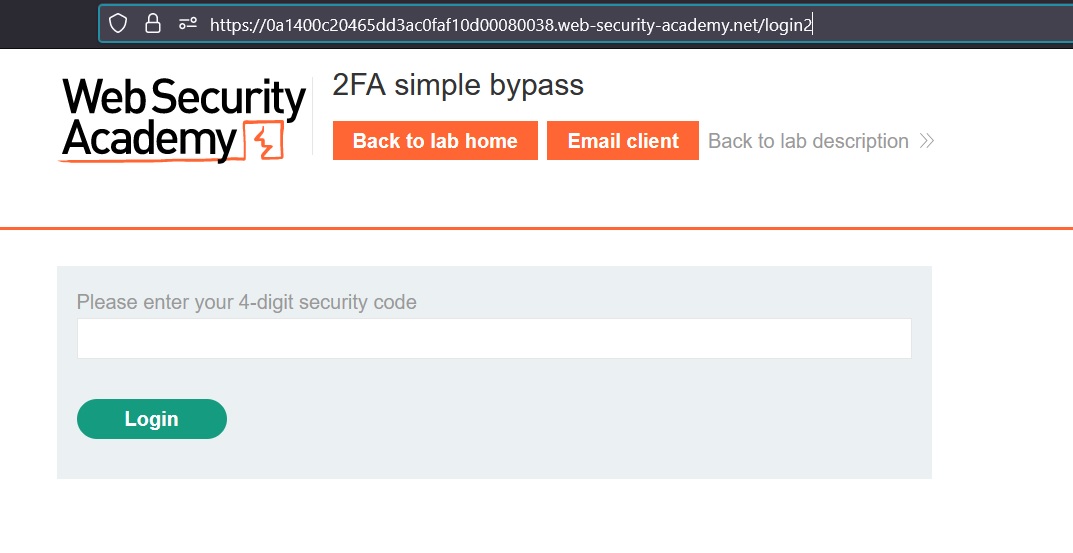 https://0a1400c20465dd3ac0faf10d00080038.web-security-academy.net/login2
Web Security
Academy
2FA simple bypass
Back to lab home
Email client
Back to lab description
Please enter your 4-digit security code
Login